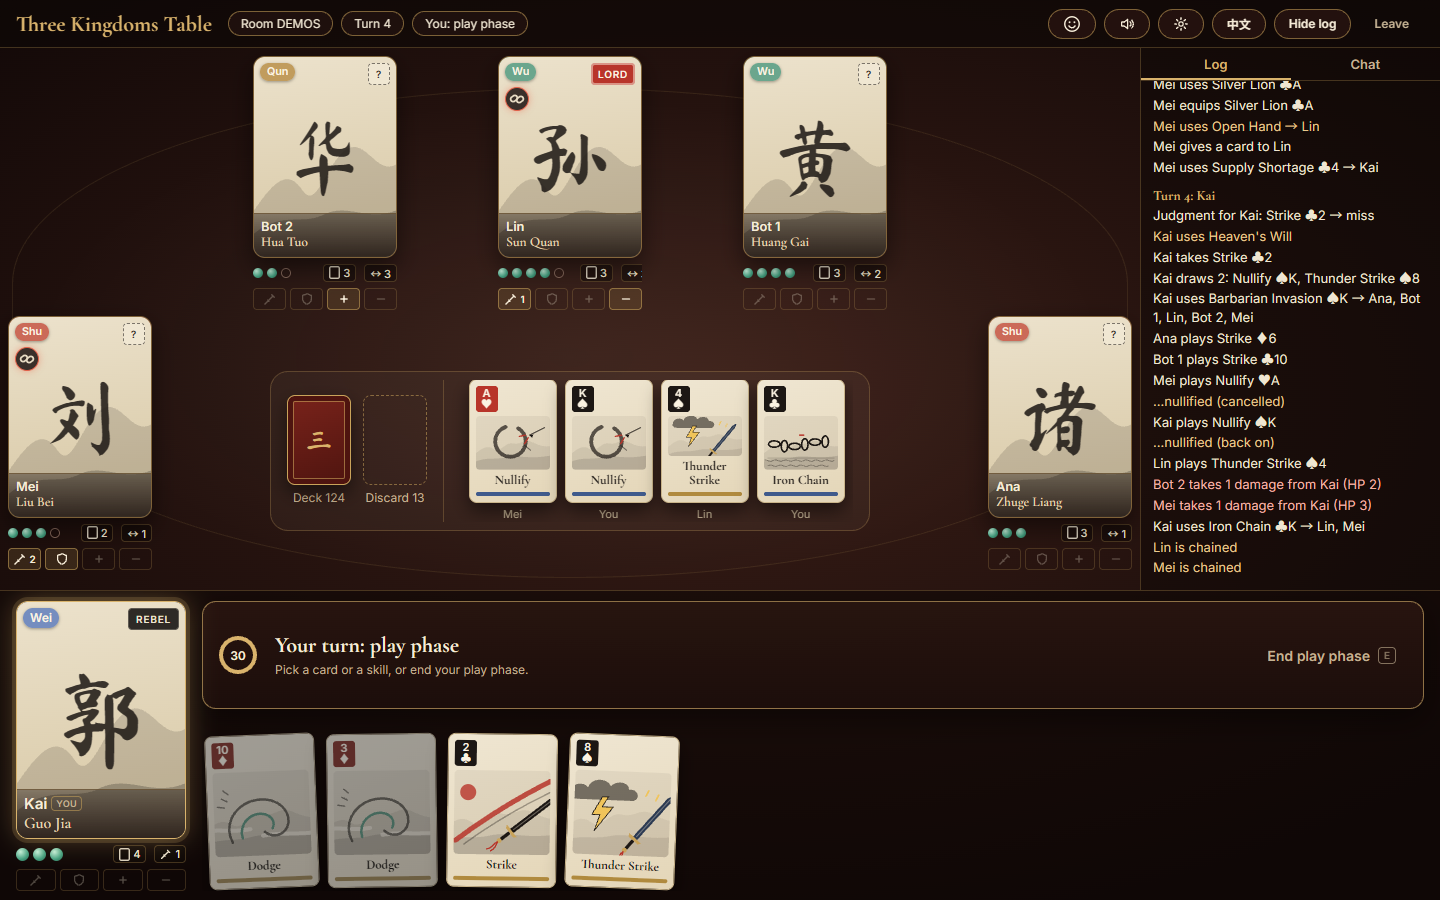 Three Kingdoms Table
Room DEMOS
Turn 4
You: play phase
中文
Hide log
Leave
Qun
?
华
Bot 2
Hua Tuo
3
3
Wu
LORD
孙
Lin
Sun Quan
3
1
Wu
?
黄
Bot 1
Huang Gai
3
2
Shu
刘
Mei
Liu Bei
2
1
2
Shu
?
诸
Ana
Zhuge Liang
3
1
三
Deck 124
Discard 13
A
Nullify
Mei
K
Nullify
You
4
Thunder
Strike
Lin
K
Iron Chain
You
Log
Chat
Mei uses Silver Lion ♣A
Mei equips Silver Lion ♣A
Mei uses Open Hand → Lin
Mei gives a card to Lin
Mei uses Supply Shortage ♣4 → Kai
Turn 4: Kai
Judgment for Kai: Strike ♣2 → miss
Kai uses Heaven's Will
Kai takes Strike ♣2
Kai draws 2: Nullify ♠K, Thunder Strike ♠8
Kai uses Barbarian Invasion ♠K → Ana, Bot
1, Lin, Bot 2, Mei
Ana plays Strike ♦6
Bot 1 plays Strike ♣10
Mei plays Nullify ♥A
...nullified (cancelled)
Kai plays Nullify ♠K
...nullified (back on)
Lin plays Thunder Strike ♠4
Bot 2 takes 1 damage from Kai (HP 2)
Mei takes 1 damage from Kai (HP 3)
Kai uses Iron Chain ♣K → Lin, Mei
Lin is chained
Mei is chained
Wei
REBEL
郭
Kai YOU
Guo Jia
4
1
30
Your turn: play phase
Pick a card or a skill, or end your play phase.
End play phase E
10
Dodge
3
Dodge
2
Strike
8
Thunder Strike